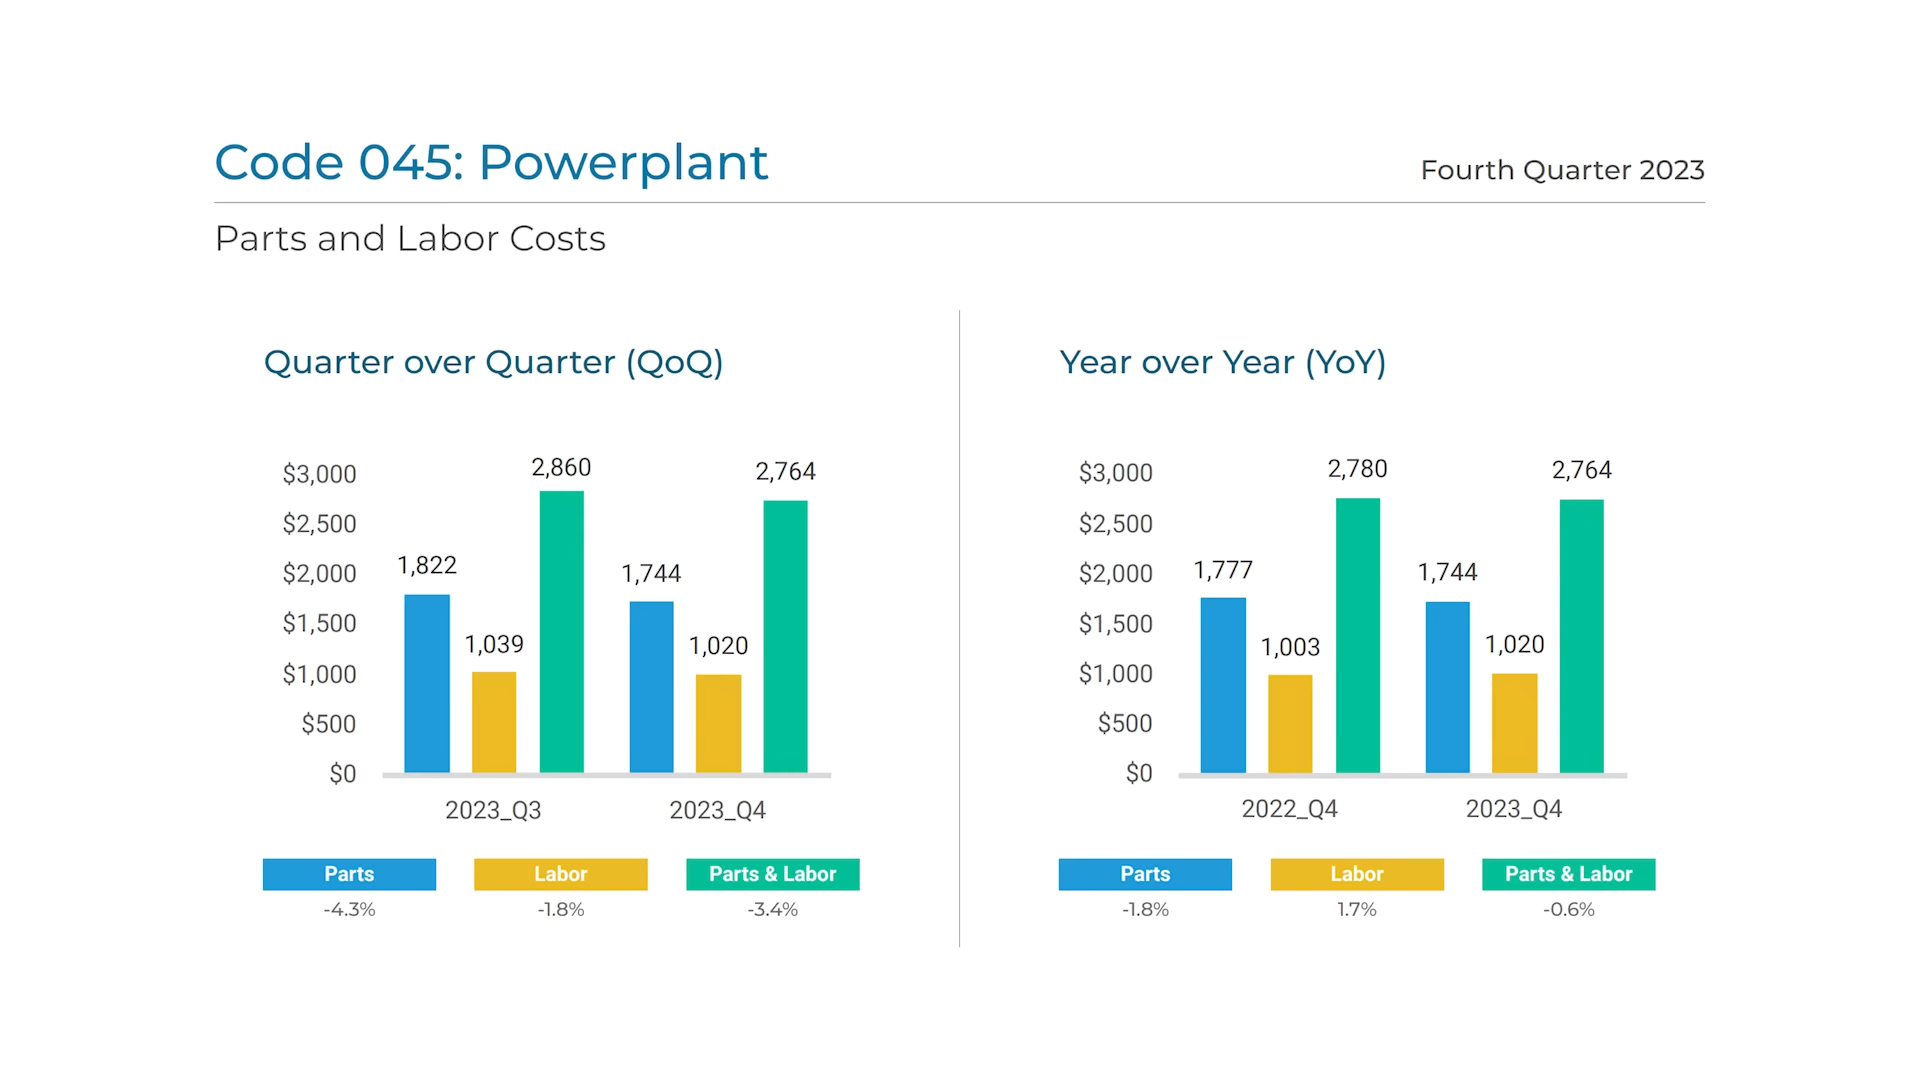 Code 045: Powerplant
Fourth Quarter 2023
Parts and Labor Costs
Quarter over Quarter (QoQ)
$3,000
$2,500
$2,000
$1,500
$1,000
$500
$0
1,822
1,039
2,860
1,744
1,020
2,764
2023_Q3
2023_Q4
Parts
Labor
Parts & Labor
-4.3%
-1.8%
-3.4%
Year over Year (YoY)
$3,000
$2,500
$2,000
$1,500
$1,000
$500
$0
1,777
1,003
2,780
1,744
1,020
2,764
2022_Q4
2023_Q4
Parts
Labor
Parts & Labor
-1.8%
1.7%
-0.6%